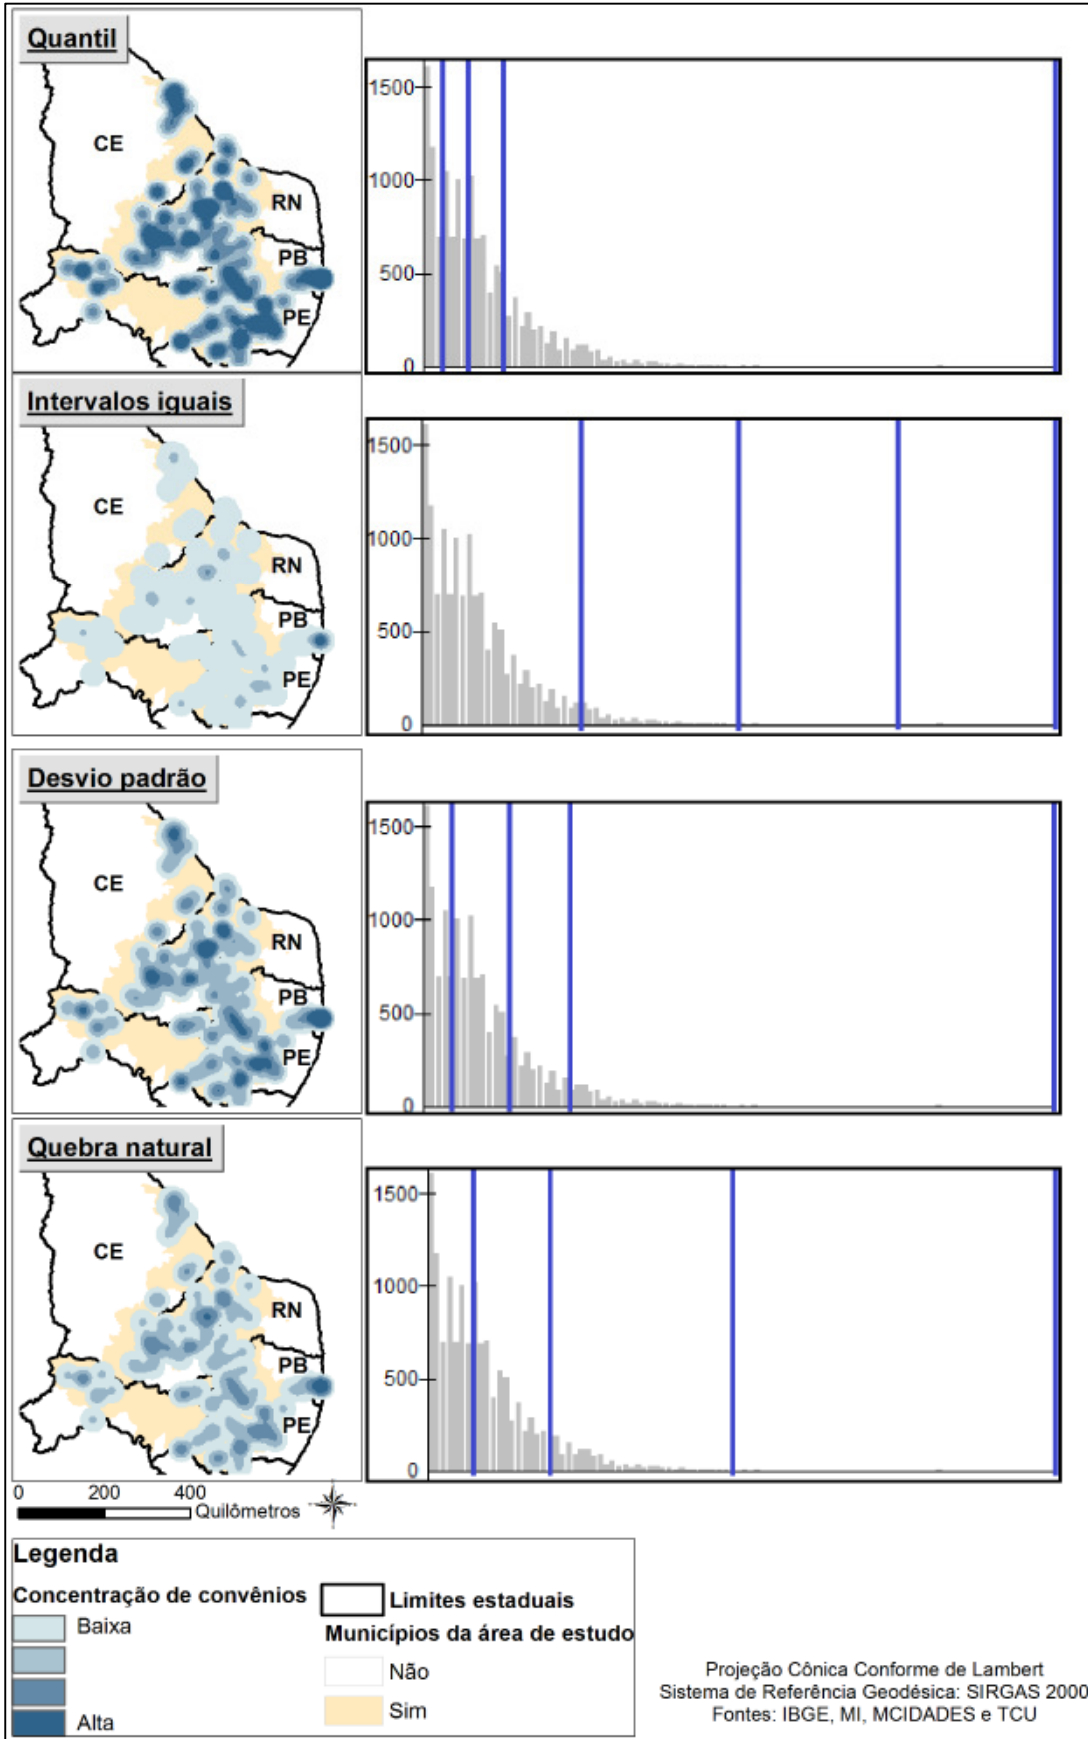 Quantil
CE
RN
PB
PE
1500
1000
500
0
Intervalos iguais
CE
RN
PB
PE
1500
1000
500
0
Desvio padrão
CE
RN
PB
PE
1500
1000
500
0
Quebra natural
CE
RN
PB
PE
1500
1000
500
0
0 200 400
Quilômetros
Legenda
Concentração de convênios
Baixa
Alta
Limites estaduais
Municípios da área de estudo
Não
Sim
Projeção Cônica Conforme de Lambert
Sistema de Referência Geodésica: SIRGAS 2000
Fontes: IBGE, MI, MCIDADES e TCU